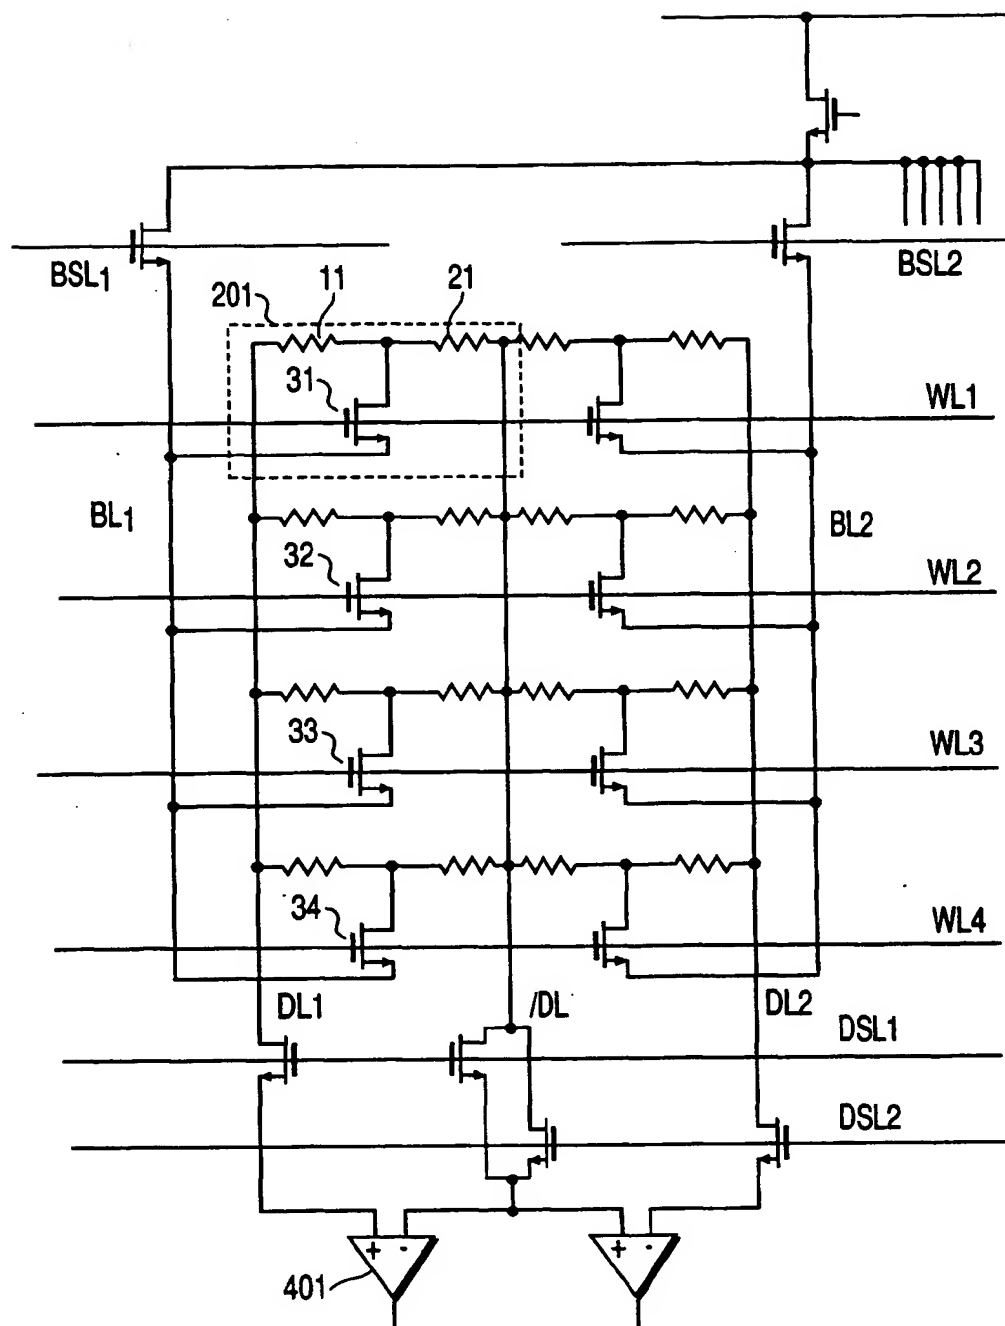 BSL1
BSL2
201
11
21
31
WL1
BL1
BL2
32
WL2
33
WL3
34
WL4
DL1
/DL
DL2
DSL1
DSL2
+ -
+ -
401